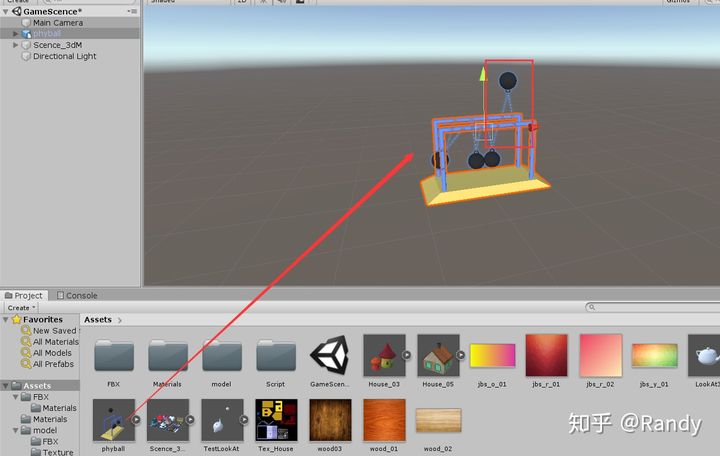 Create
Shaded
2D
Gizmos
GameScence*
Main Camera
phyball
Scence_3dM
Directional Light
Project
Console
Create
Favorites
New Saved
All Materials
All Models
All Prefabs
Assets
FBX
Materials
Materials
model
FBX
Texture
Assets
FBX
Materials
model
Script
GameScen...
House_03
House_05
jbs_o_01
jbs_r_01
jbs_r_02
jbs_y_01
LookAt3
phyball
Scence_3...
TestLookAt
Tex_House
wood03
wood_01
wood_02
知乎 @Randy